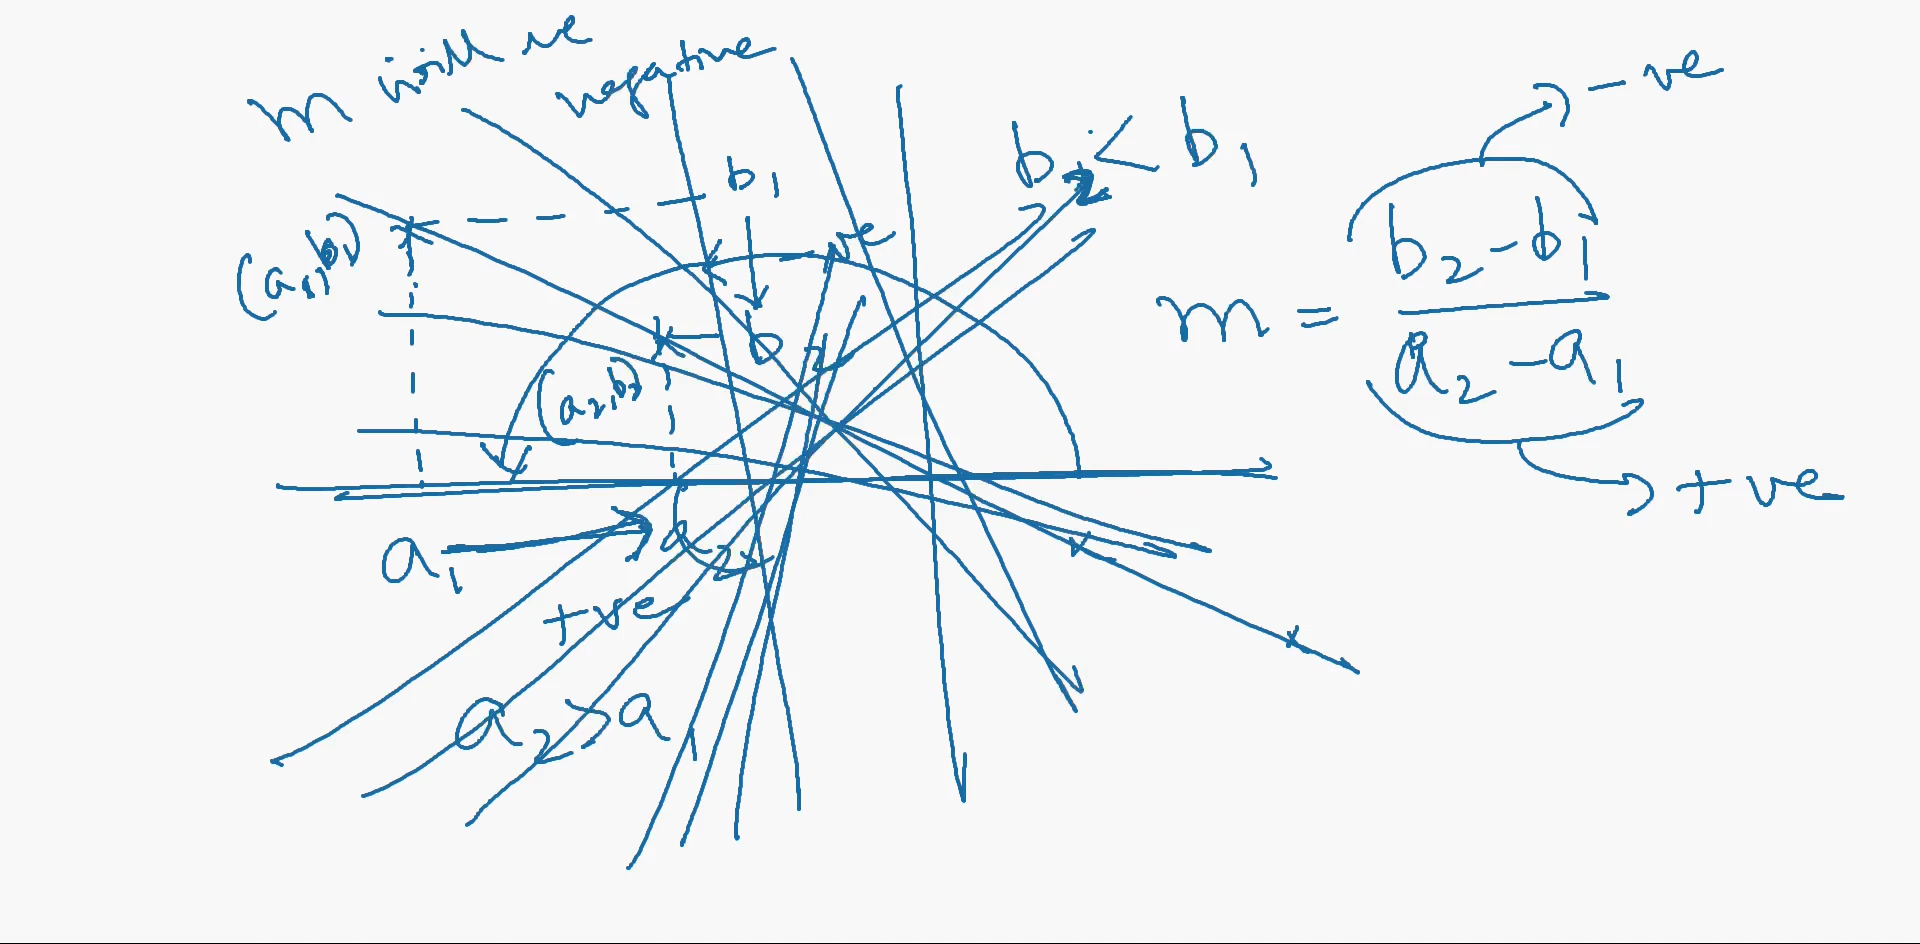 m will ve
negative
b₁
b₂ < b₁
- ve
(a₁,b₁)
- ve
b₂
(a₂,b₂)
m = (b₂ - b₁) / (a₂ - a₁)
+ ve
a₁
a₂
+ve
a₂ > a₁